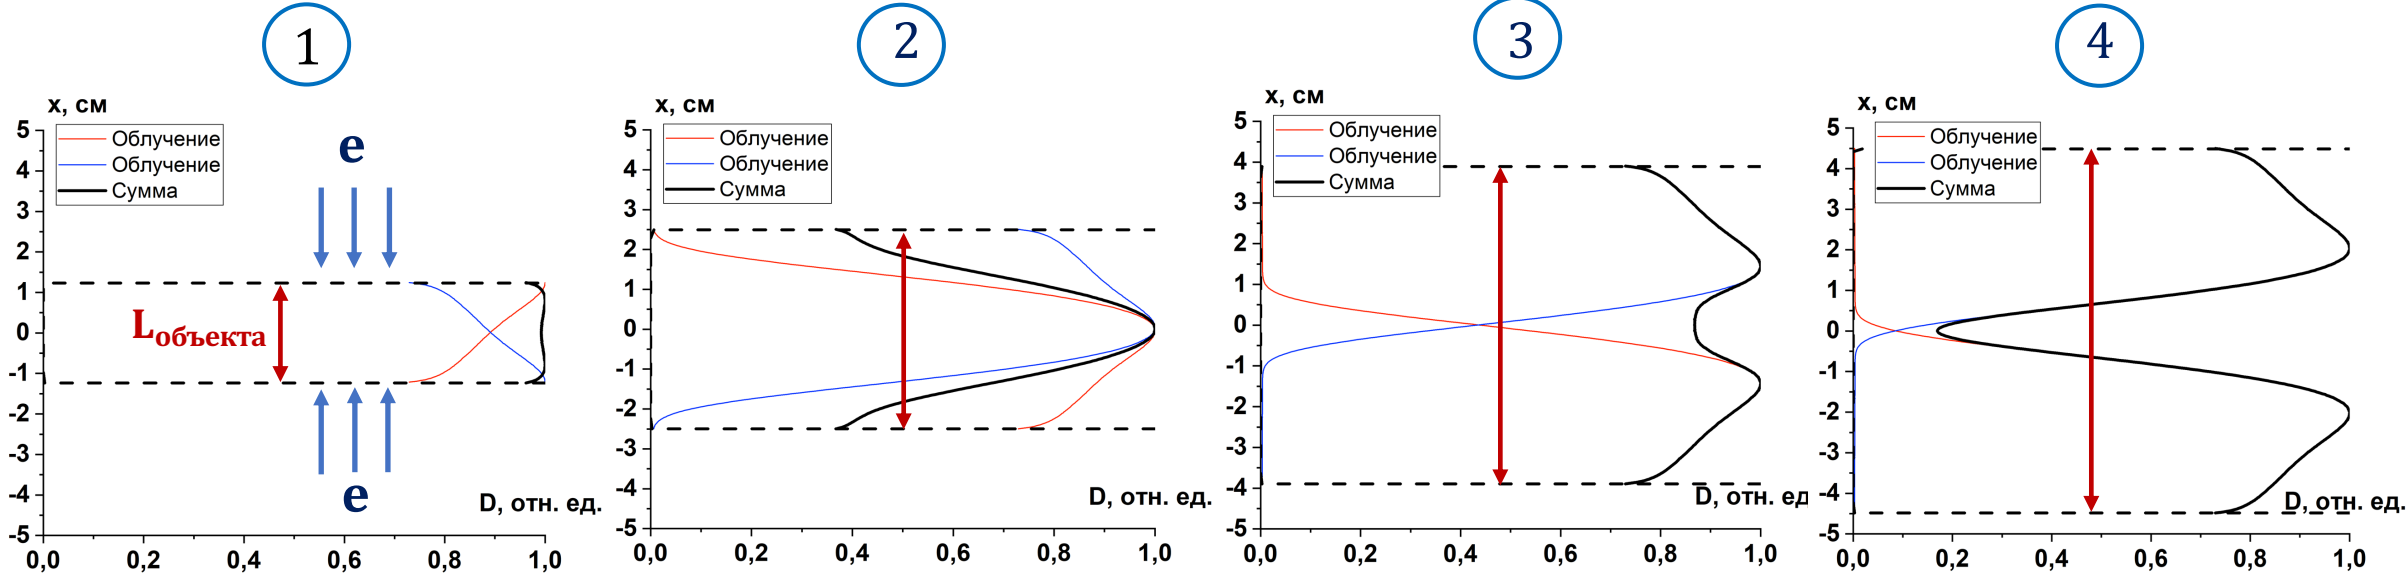 1
x, см
5
4
3
2
1
0
-1
-2
-3
-4
-5
Облучение
Облучение
Сумма
e
Lобъекта
e
D, отн. ед.
0,0 0,2 0,4 0,6 0,8 1,0
2
x, см
5
4
3
2
1
0
-1
-2
-3
-4
-5
Облучение
Облучение
Сумма
D, отн. ед.
0,0 0,2 0,4 0,6 0,8 1,0
3
x, см
5
4
3
2
1
0
-1
-2
-3
-4
-5
Облучение
Облучение
Сумма
D, отн. ед
0,0 0,2 0,4 0,6 0,8 1,0
4
x, см
5
4
3
2
1
0
-1
-2
-3
-4
-5
Облучение
Облучение
Сумма
D, отн. ед.
0,0 0,2 0,4 0,6 0,8 1,0